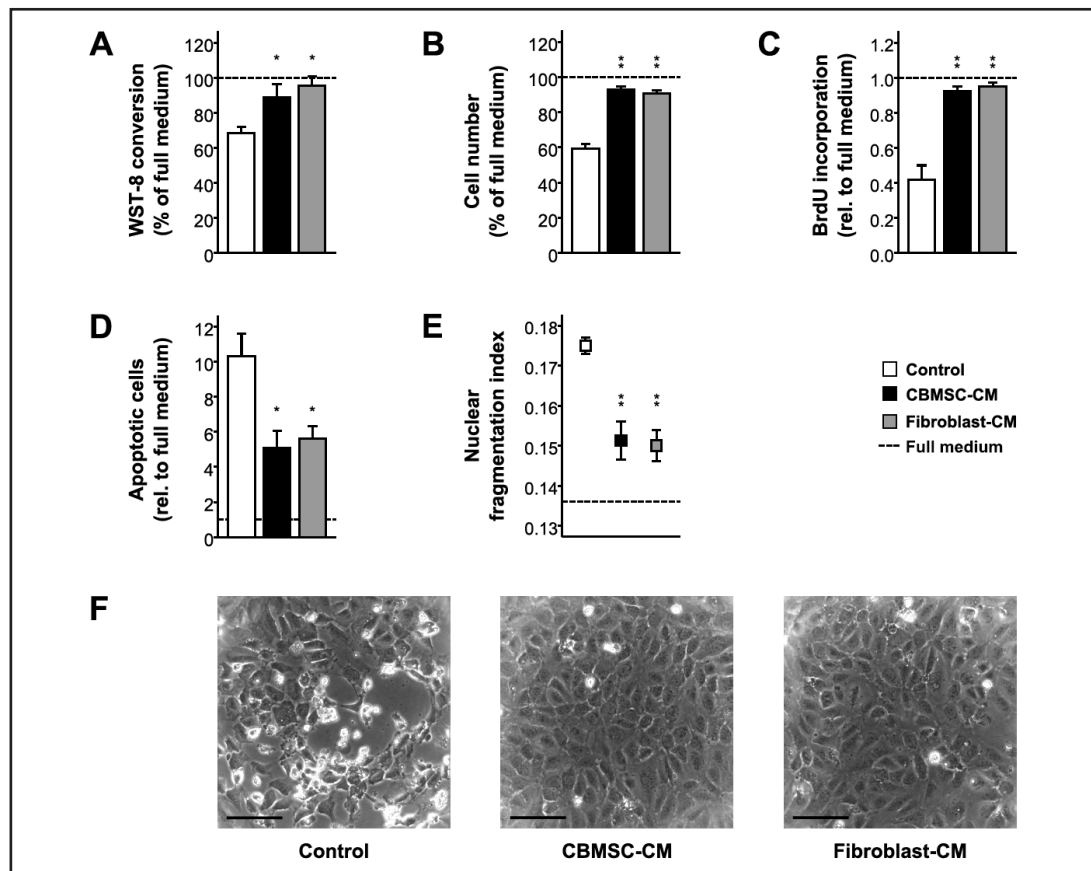 A
WST-8 conversion
(% of full medium)
120
100
80
60
40
20
0
*
*
B
Cell number
(% of full medium)
120
100
80
60
40
20
0
**
**
C
BrdU incorporation
(rel. to full medium)
1.2
1.0
0.8
0.6
0.4
0.2
0.0
**
**
D
Apoptotic cells
(rel. to full medium)
12
10
8
6
4
2
0
*
*
E
Nuclear
fragmentation index
0.18
0.17
0.16
0.15
0.14
0.13
**
**
Control
CBMSC-CM
Fibroblast-CM
Full medium
F
Control
CBMSC-CM
Fibroblast-CM